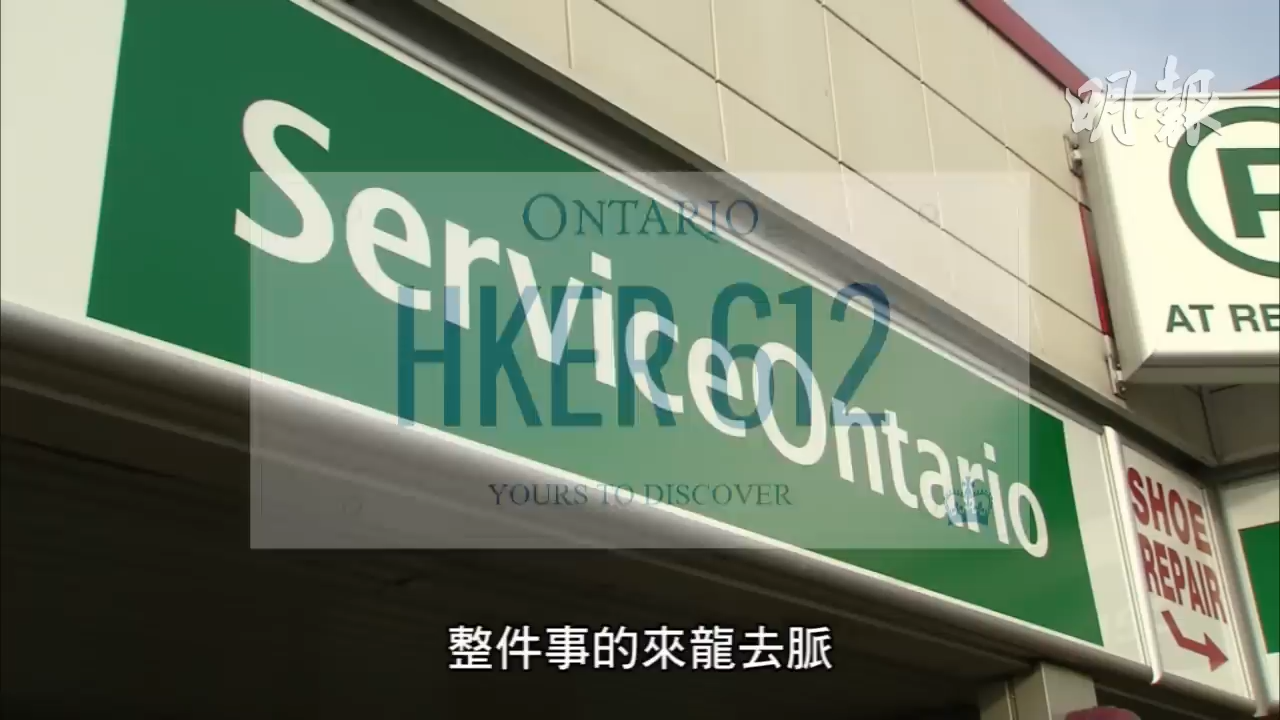 明報
ServiceOntario
ONTARIO
HKER 612
YOURS TO DISCOVER
P
AT RE
SHOE
REPAIR
整件事的來龍去脈